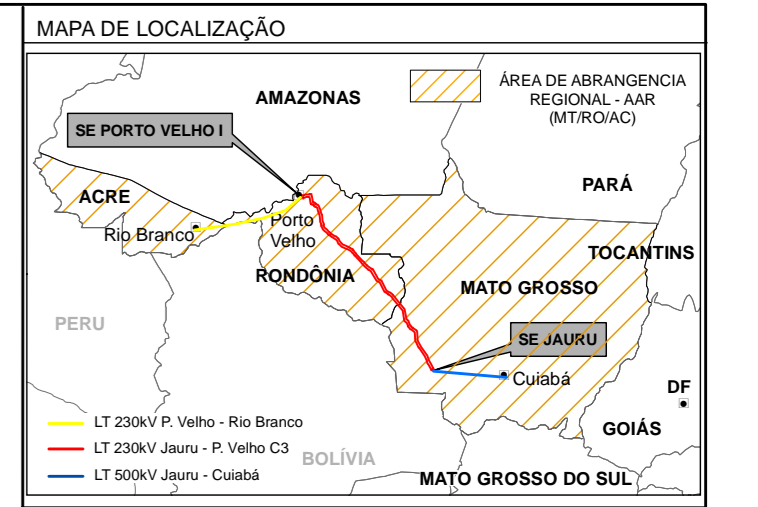 MAPA DE LOCALIZAÇÃO
ÁREA DE ABRANGENCIA
REGIONAL - AAR
(MT/RO/AC)
AMAZONAS
SE PORTO VELHO I
PARÁ
ACRE
Rio Branco
Porto
Velho
TOCANTINS
RONDÔNIA
MATO GROSSO
PERU
SE JAURU
Cuiabá
DF
GOIÁS
LT 230kV P. Velho - Rio Branco
LT 230kV Jauru - P. Velho C3
LT 500kV Jauru - Cuiabá
BOLÍVIA
MATO GROSSO DO SUL